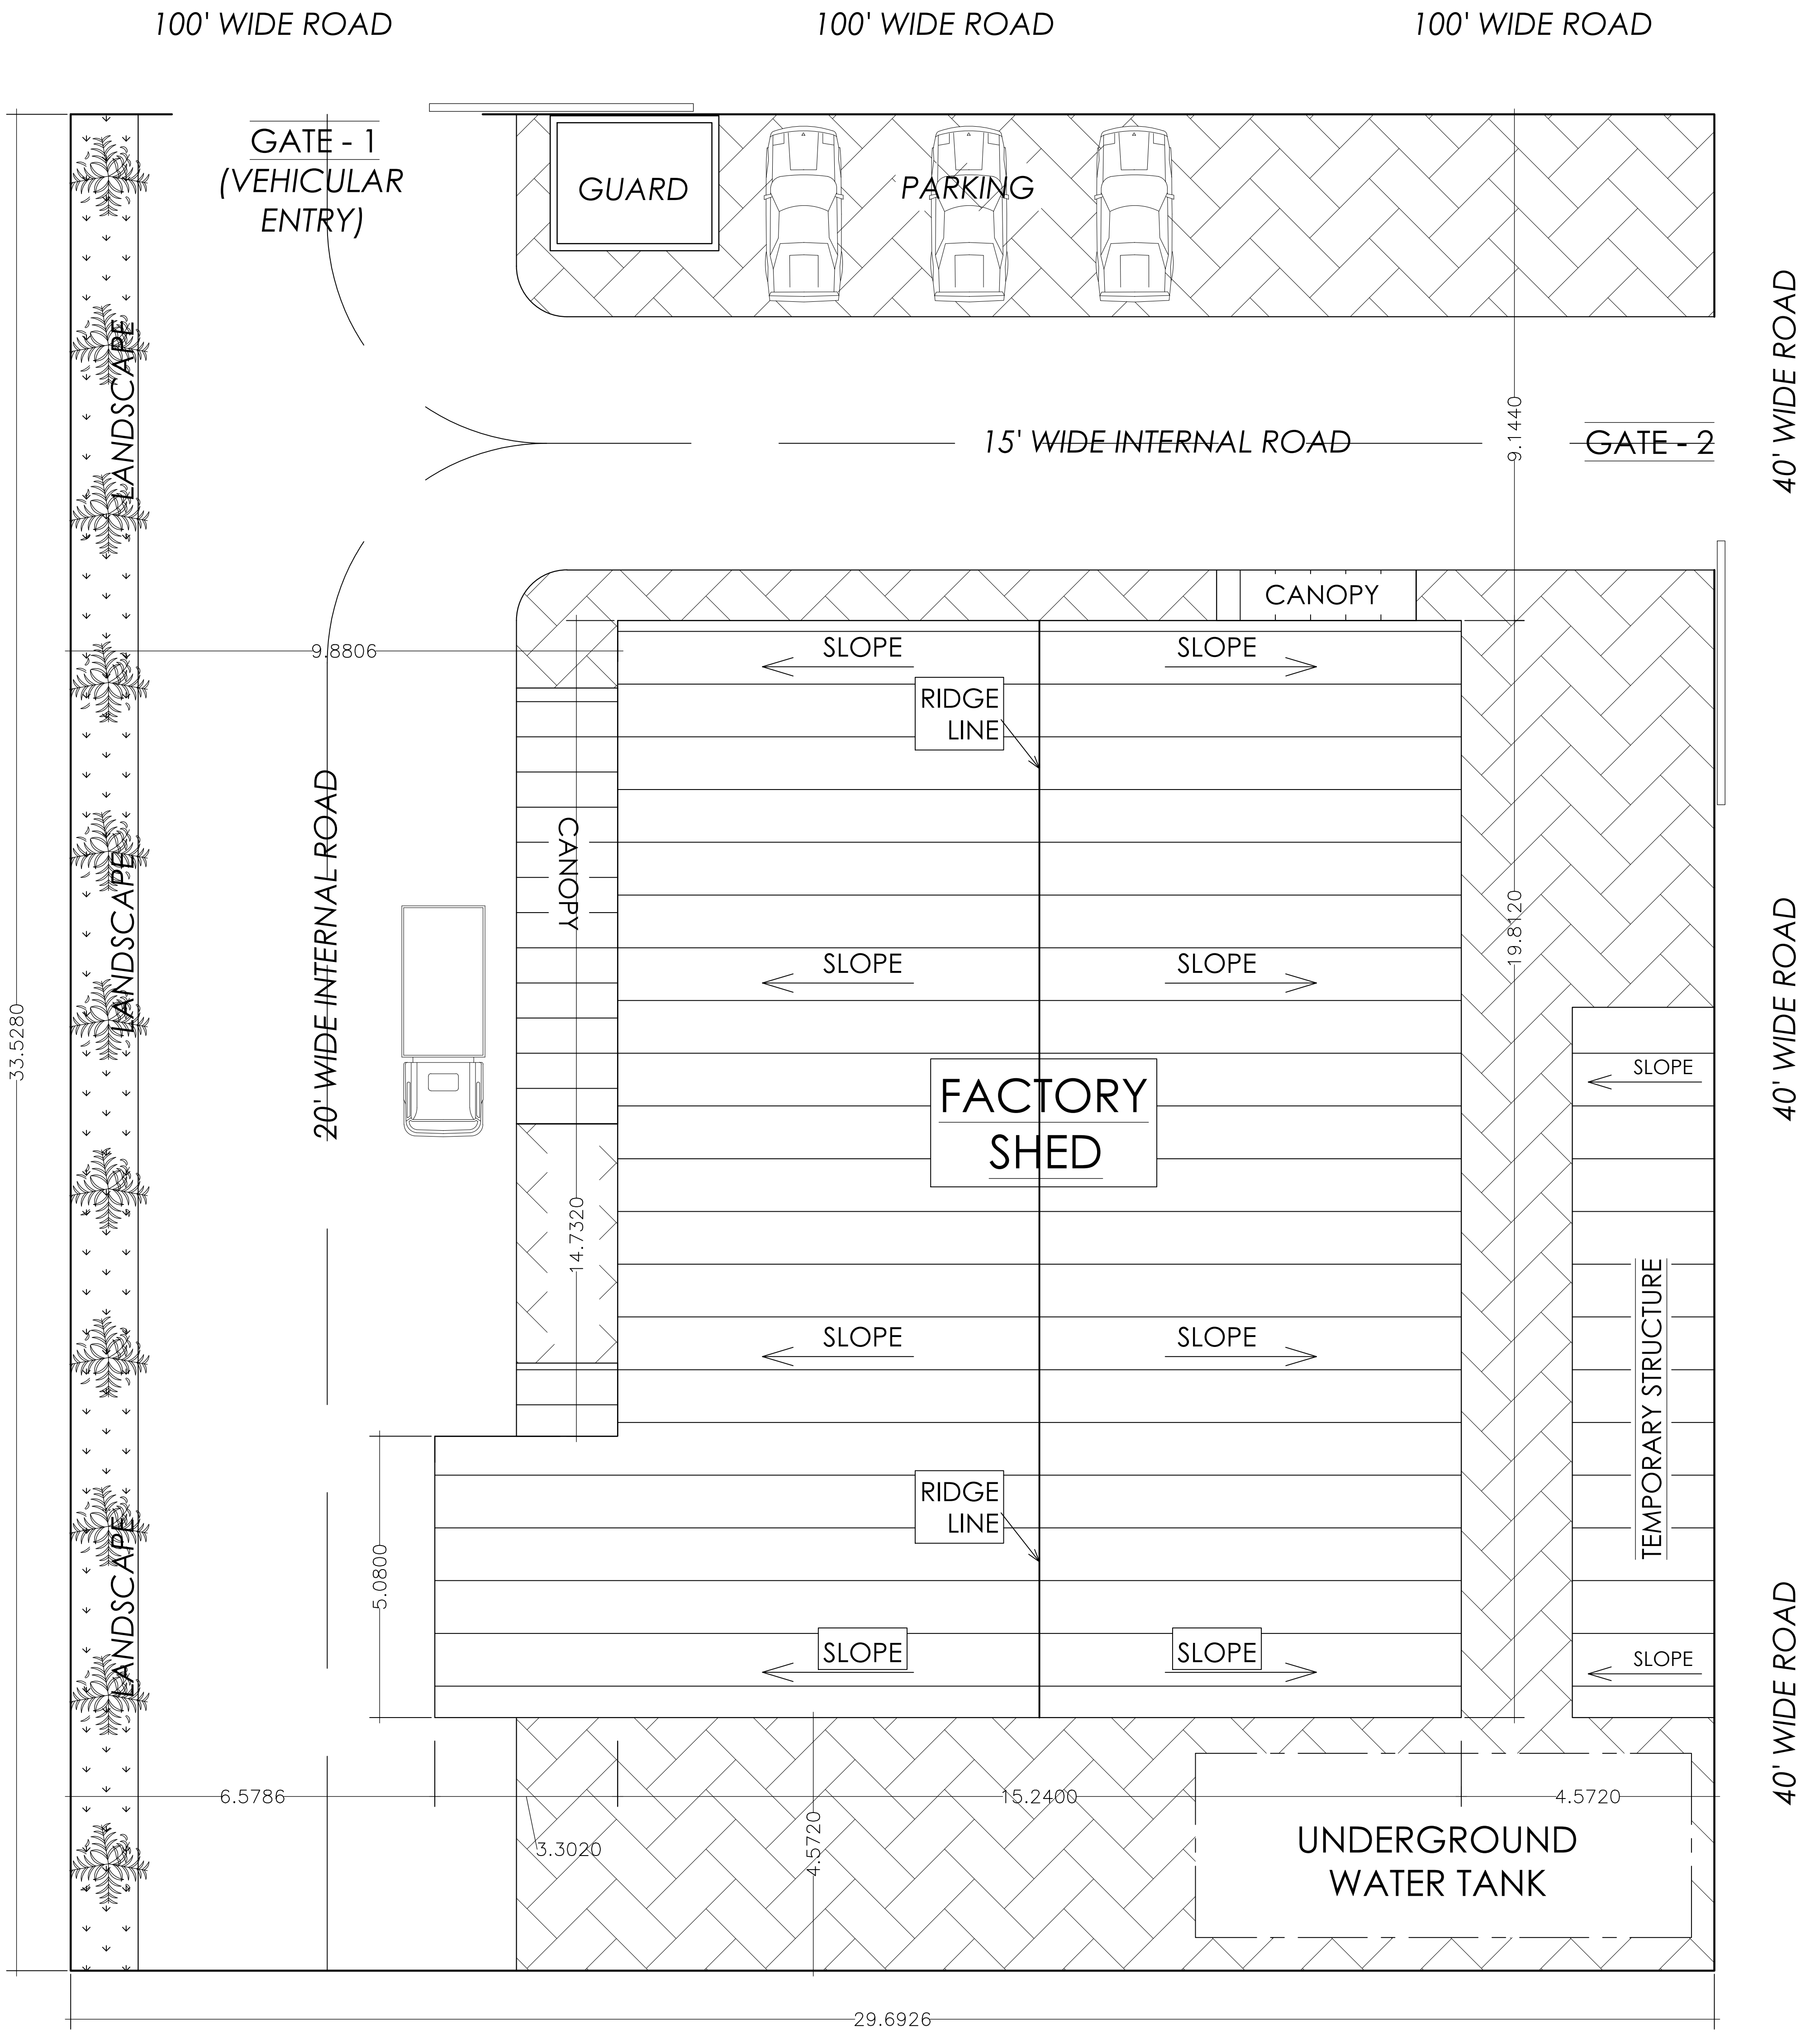 100' WIDE ROAD
100' WIDE ROAD
100' WIDE ROAD
GATE - 1
(VEHICULAR
ENTRY)
GUARD
PARKING
LANDSCAPE
40' WIDE ROAD
15' WIDE INTERNAL ROAD
GATE - 2
9.1440
CANOPY
9.8806
SLOPE
SLOPE
RIDGE
LINE
20' WIDE INTERNAL ROAD
CANOPY
LANDSCAPE
19.8120
40' WIDE ROAD
SLOPE
SLOPE
33.5280
FACTORY
SHED
SLOPE
14.7320
SLOPE
SLOPE
TEMPORARY STRUCTURE
RIDGE
LINE
5.0800
LANDSCAPE
SLOPE
SLOPE
SLOPE
40' WIDE ROAD
6.5786
15.2400
4.5720
3.3020
4.5720
UNDERGROUND
WATER TANK
29.6926